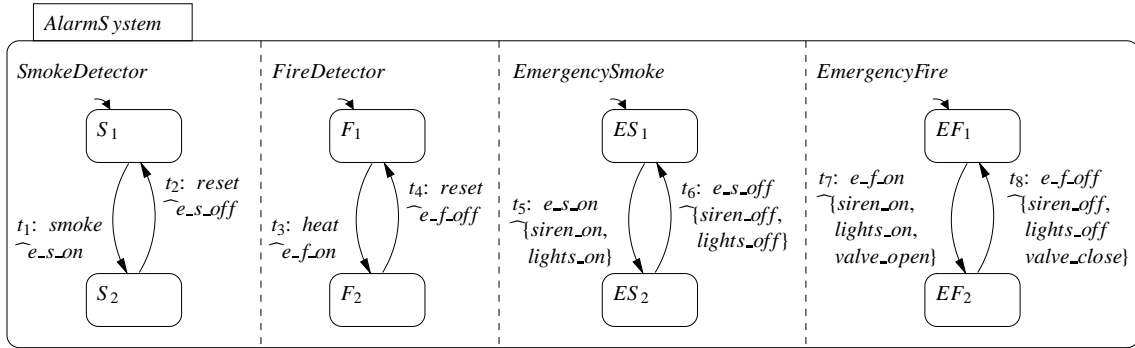 AlarmSystem
SmokeDetector
S1
t1: smoke
^e_s_on
t2: reset
^e_s_off
S2
FireDetector
F1
t3: heat
^e_f_on
t4: reset
^e_f_off
F2
EmergencySmoke
ES1
t5: e_s_on
^{siren_on,
lights_on}
t6: e_s_off
^{siren_off,
lights_off}
ES2
EmergencyFire
EF1
t7: e_f_on
^{siren_on,
lights_on,
valve_open}
t8: e_f_off
^{siren_off,
lights_off
valve_close}
EF2